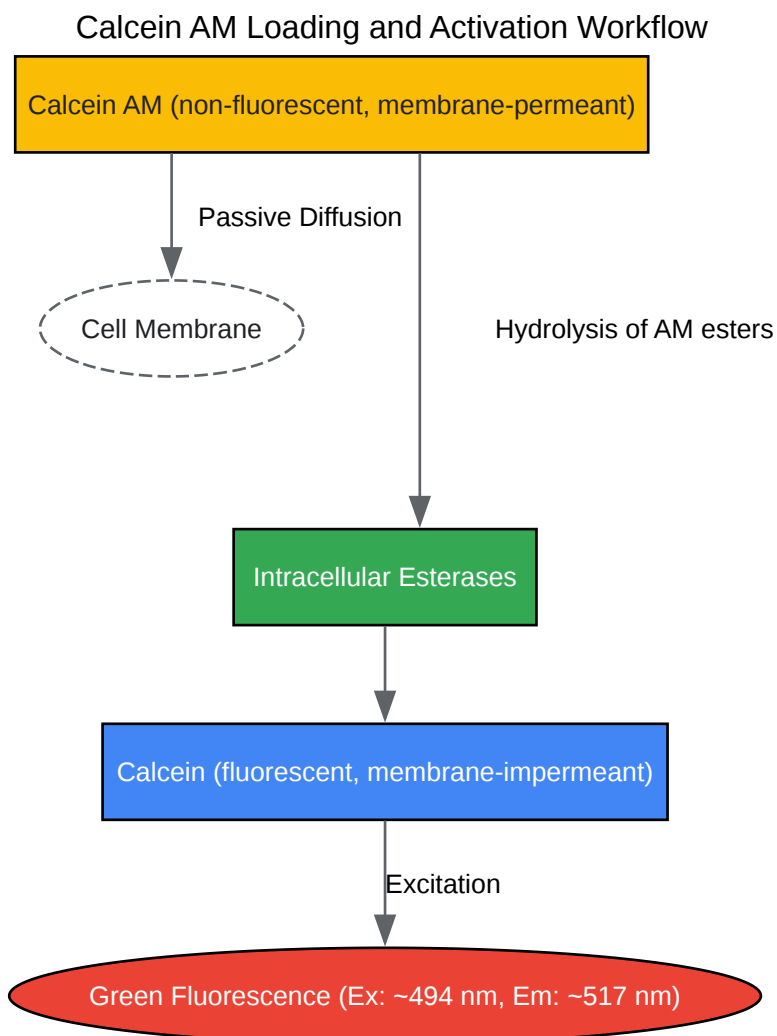 Calcein AM Loading and Activation Workflow
Calcein AM (non-fluorescent, membrane-permeant)
Passive Diffusion
Cell Membrane
Hydrolysis of AM esters
Intracellular Esterases
Calcein (fluorescent, membrane-impermeant)
Excitation
Green Fluorescence (Ex: ~494 nm, Em: ~517 nm)